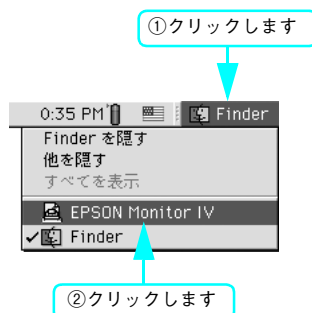 ①クリックします
0:35 PM Finder
Finder を隠す
他を隠す
すべてを表示
EPSON Monitor IV
✓Finder
②クリックします